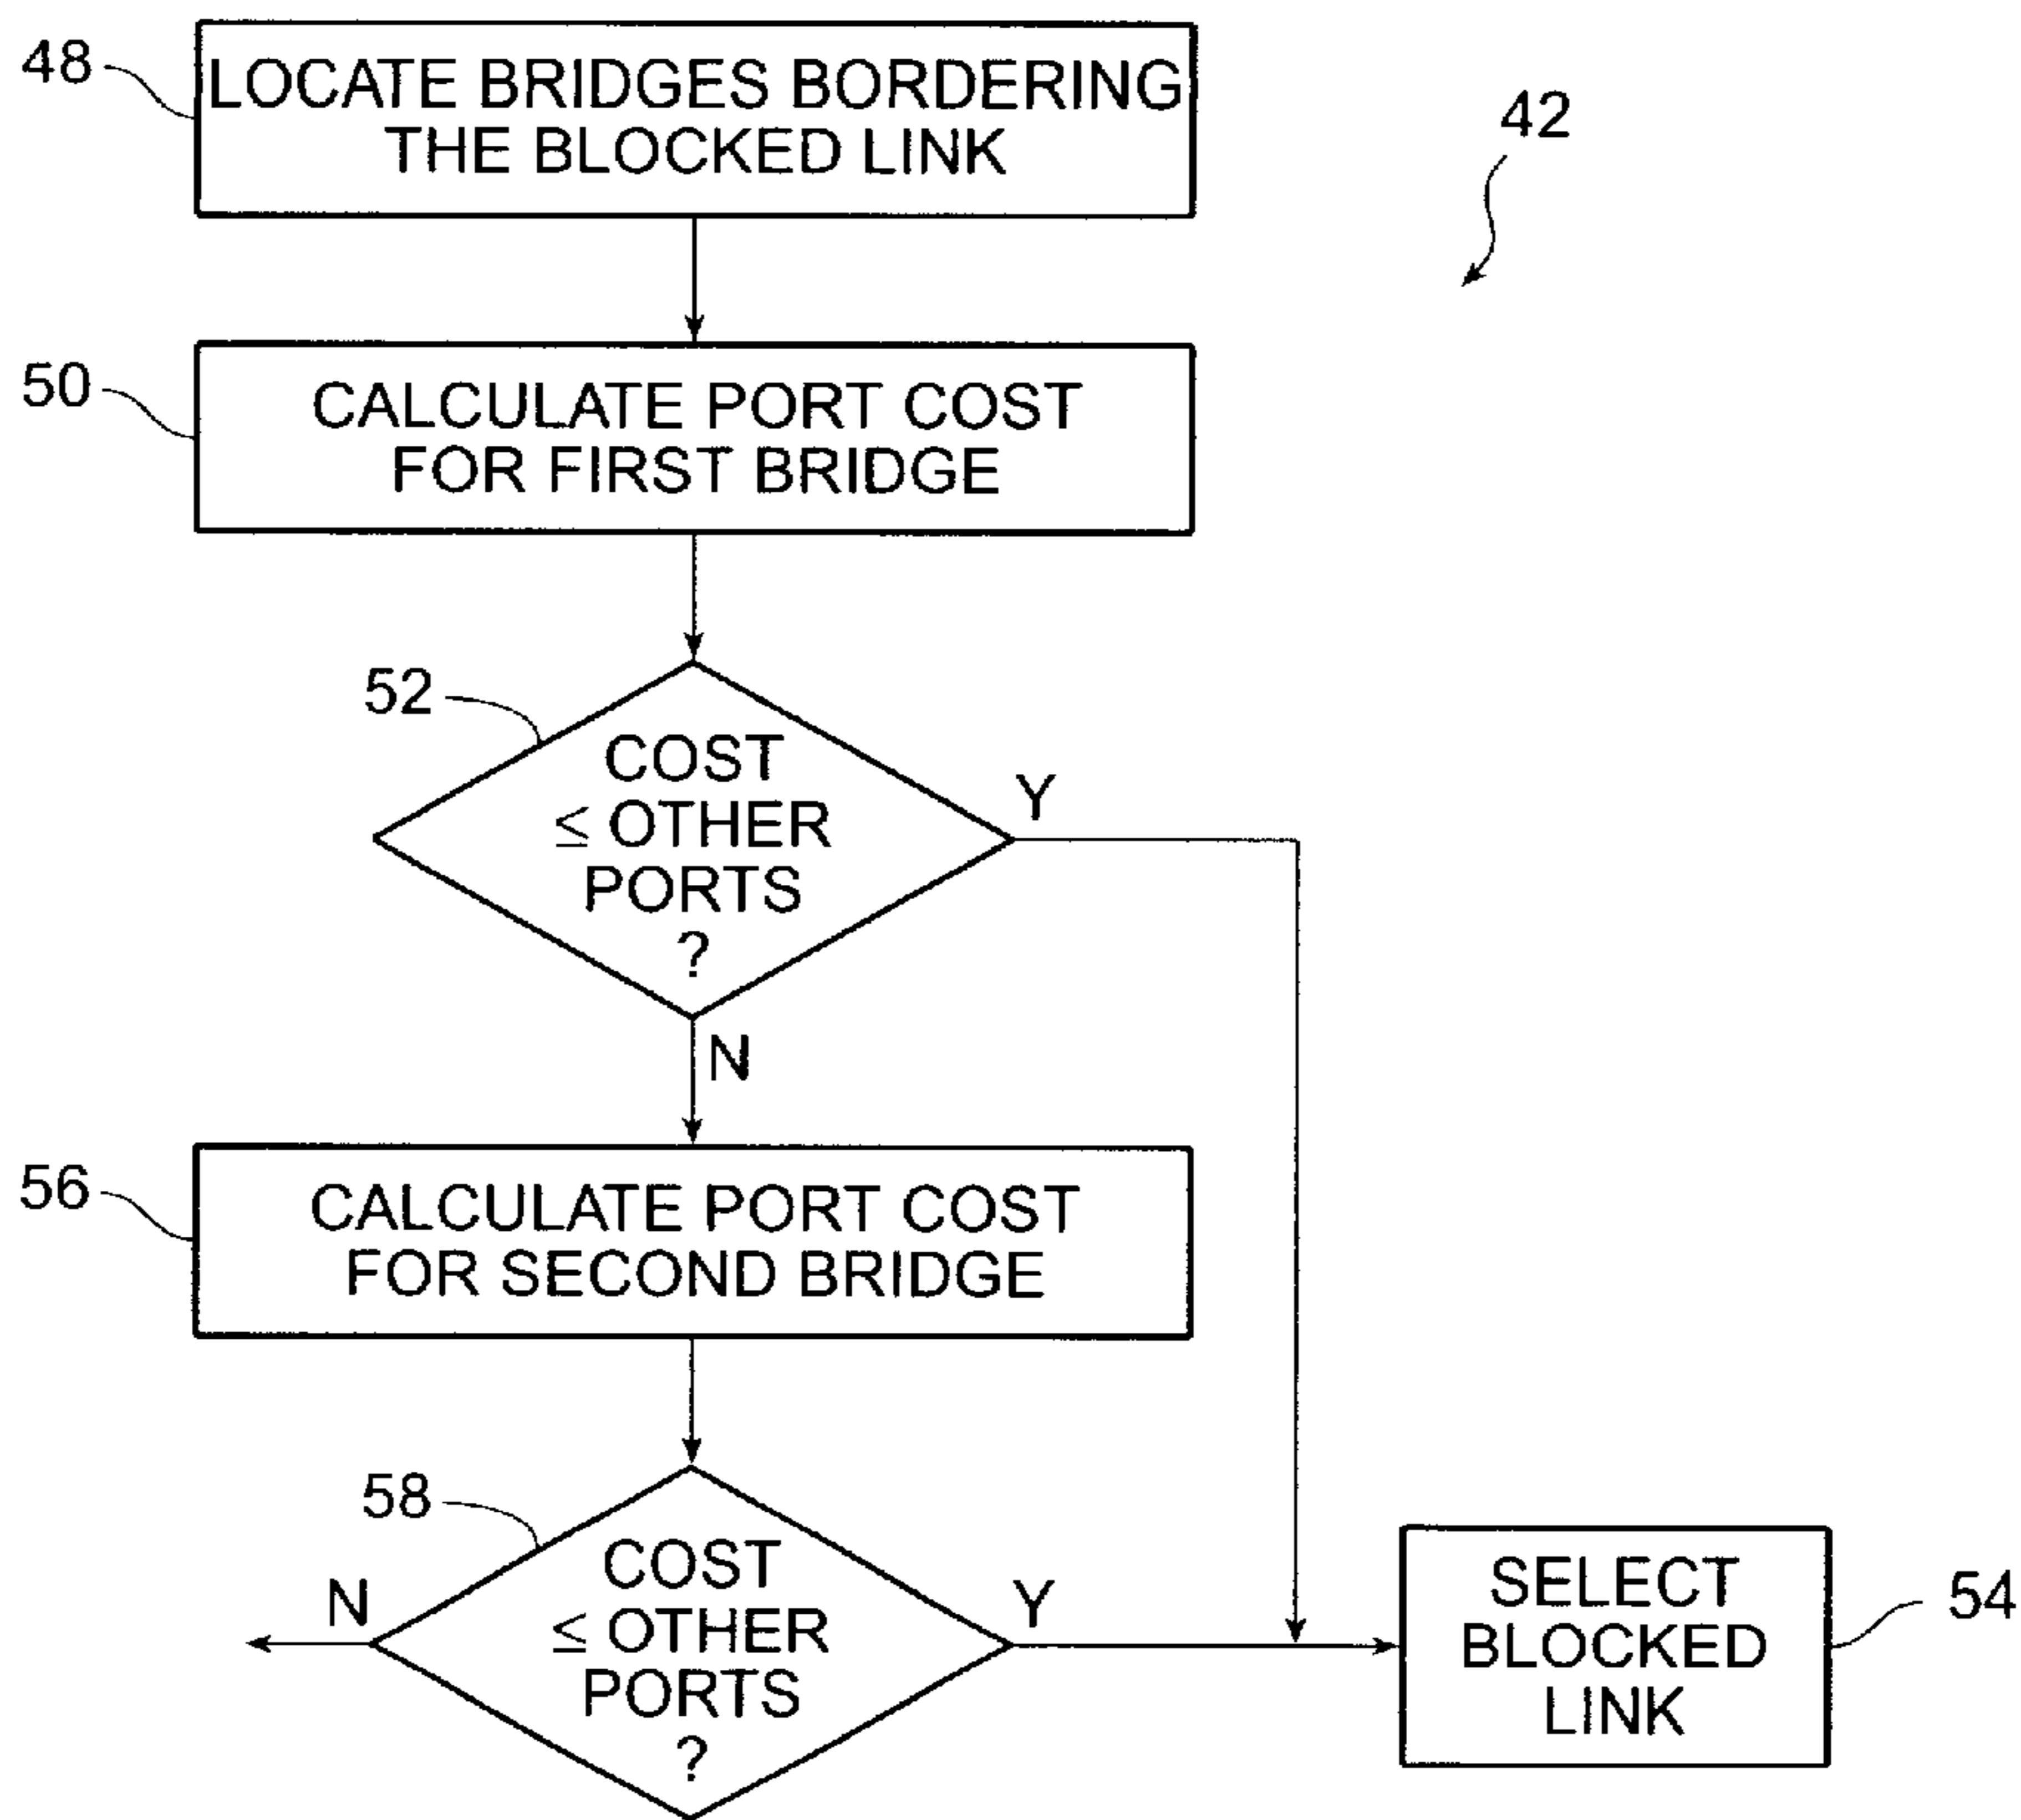 48
LOCATE BRIDGES BORDERING
THE BLOCKED LINK
42
50
CALCULATE PORT COST
FOR FIRST BRIDGE
52
COST
≤ OTHER
PORTS
?
Y
N
56
CALCULATE PORT COST
FOR SECOND BRIDGE
58
COST
≤ OTHER
PORTS
?
N
Y
SELECT
BLOCKED
LINK
54